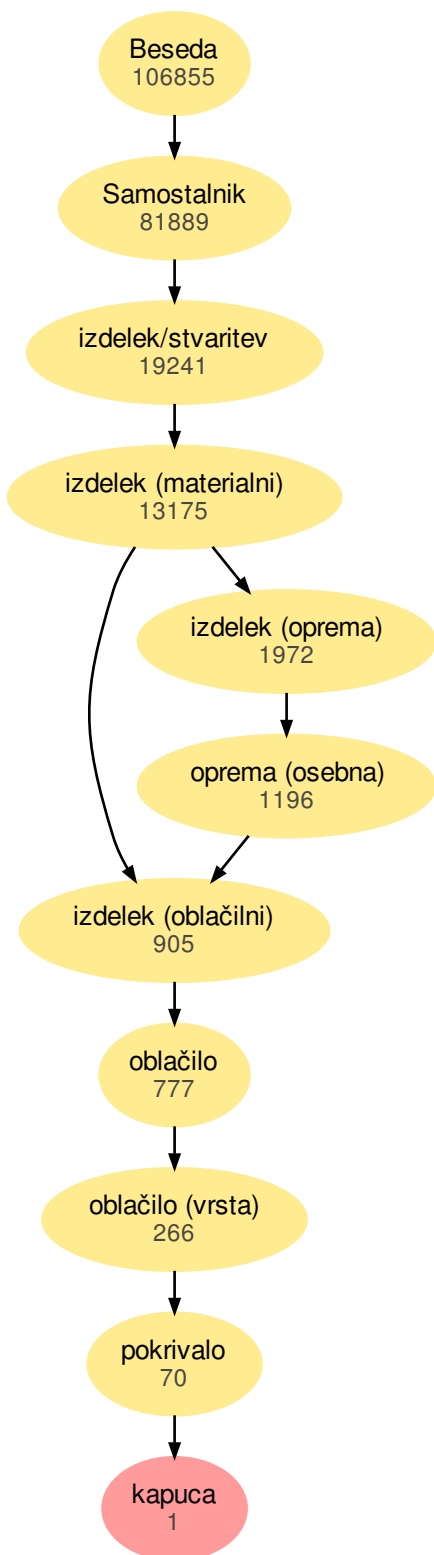 Beseda
106855
Samostalnik
81889
izdelek/stvaritev
19241
izdelek (materialni)
13175
izdelek (oprema)
1972
oprema (osebna)
1196
izdelek (oblačilni)
905
oblačilo
777
oblačilo (vrsta)
266
pokrivalo
70
kapuca
1